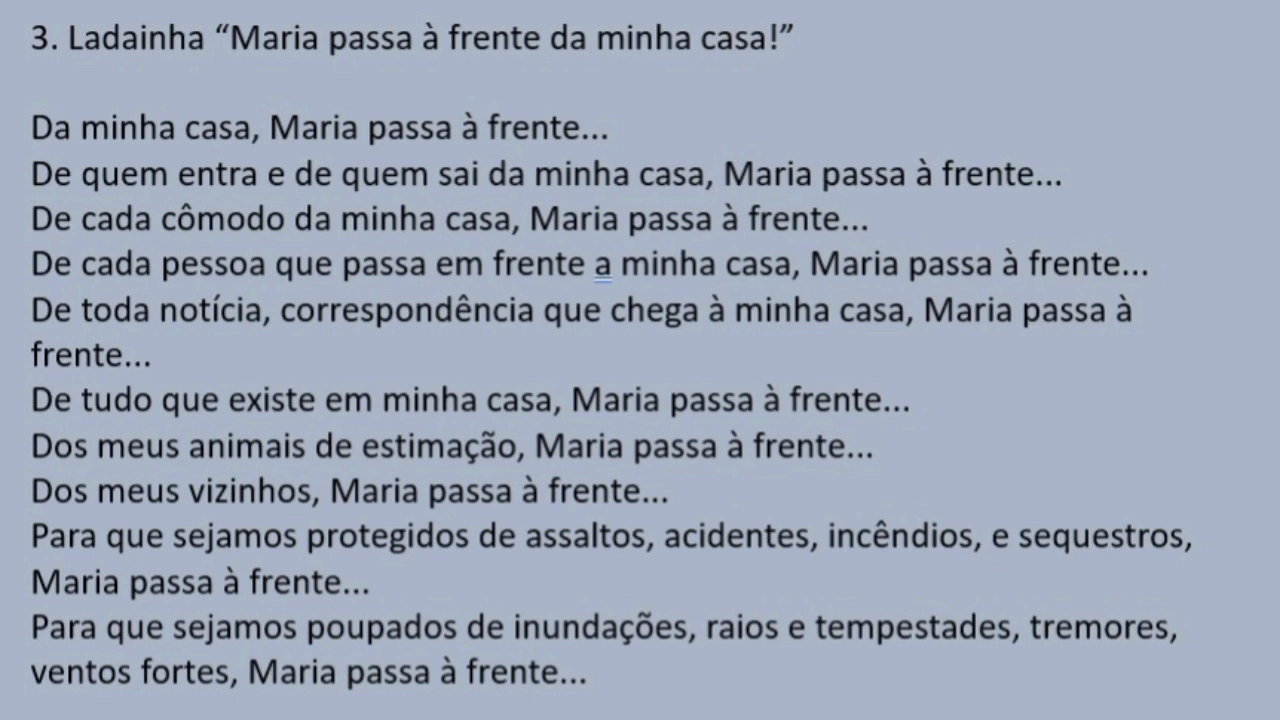 3. Ladainha “Maria passa à frente da minha casa!”
Da minha casa, Maria passa à frente...
De quem entra e de quem sai da minha casa, Maria passa à frente...
De cada cômodo da minha casa, Maria passa à frente...
De cada pessoa que passa em frente a minha casa, Maria passa à frente...
De toda notícia, correspondência que chega à minha casa, Maria passa à
frente...
De tudo que existe em minha casa, Maria passa à frente...
Dos meus animais de estimação, Maria passa à frente...
Dos meus vizinhos, Maria passa à frente...
Para que sejamos protegidos de assaltos, acidentes, incêndios, e sequestros,
Maria passa à frente...
Para que sejamos poupados de inundações, raios e tempestades, tremores,
ventos fortes, Maria passa à frente...